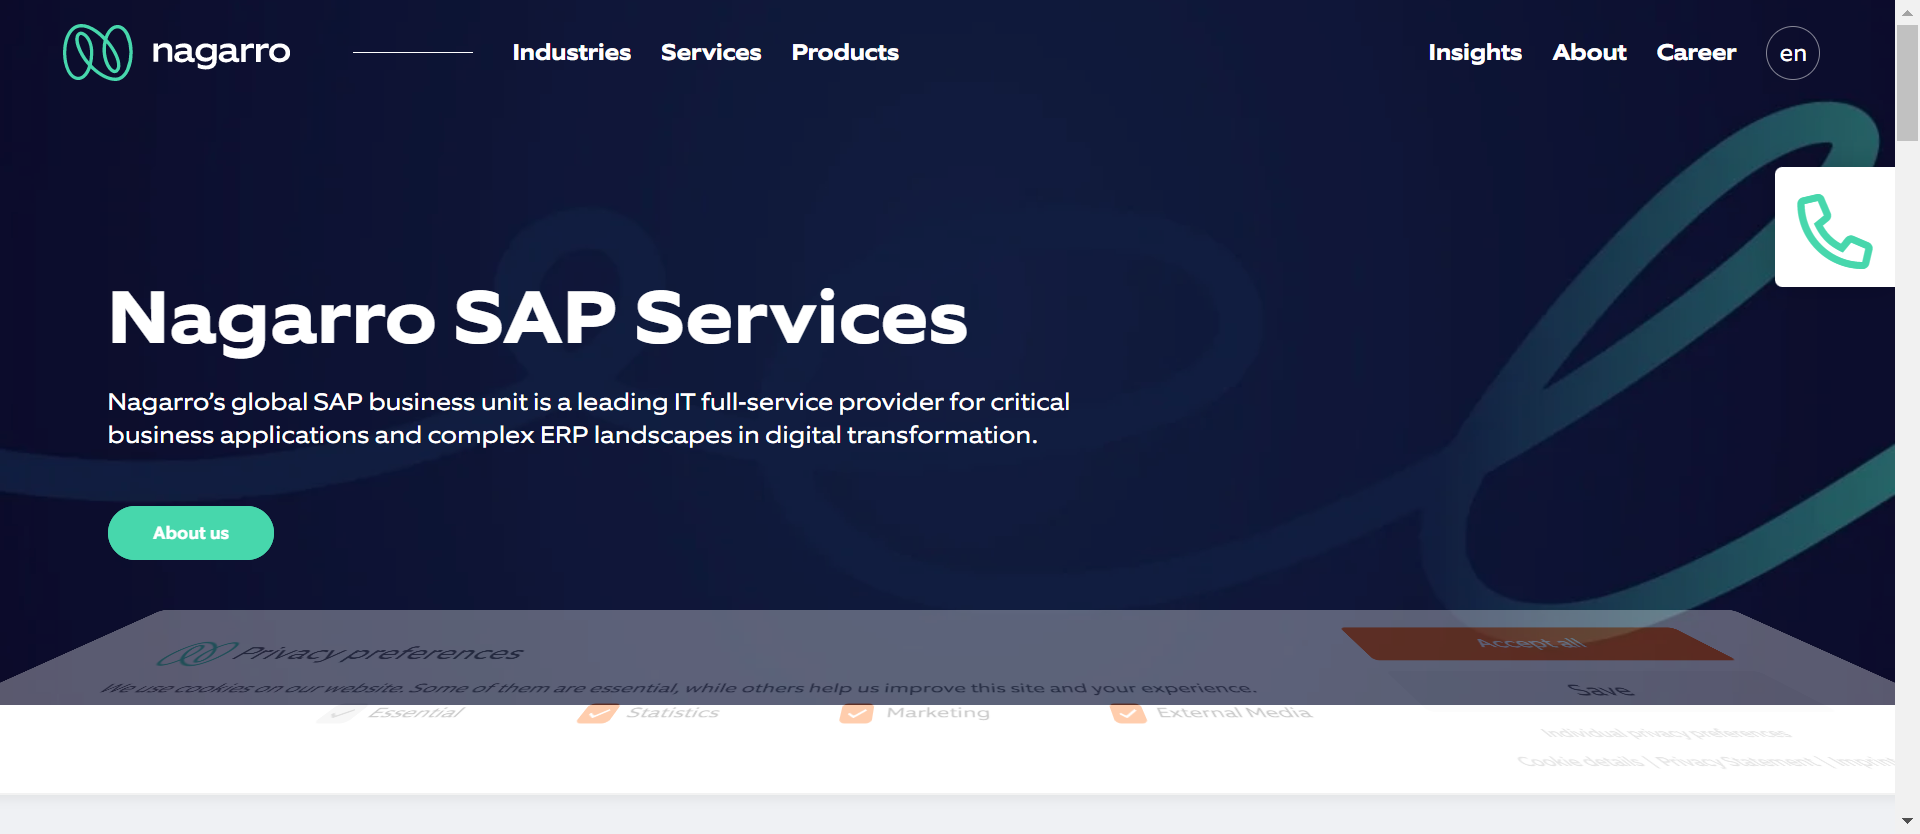 nagarro
Industries Services Products
Insights About Career en
Nagarro SAP Services
Nagarro’s global SAP business unit is a leading IT full-service provider for critical
business applications and complex ERP landscapes in digital transformation.
About us
Privacy preferences
Accept all
We use cookies on our website. Some of them are essential, while others help us improve this site and your experience.
Save
Essential Statistics Marketing External Media
Individual privacy preferences
Cookie details | Privacy Statement | Imprint